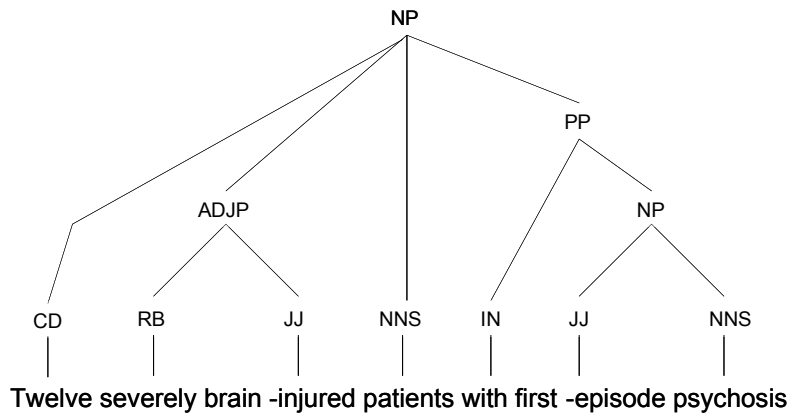 NP
PP
ADJP NP
CD RB JJ NNS IN JJ NNS
Twelve severely brain -injured patients with first -episode psychosis